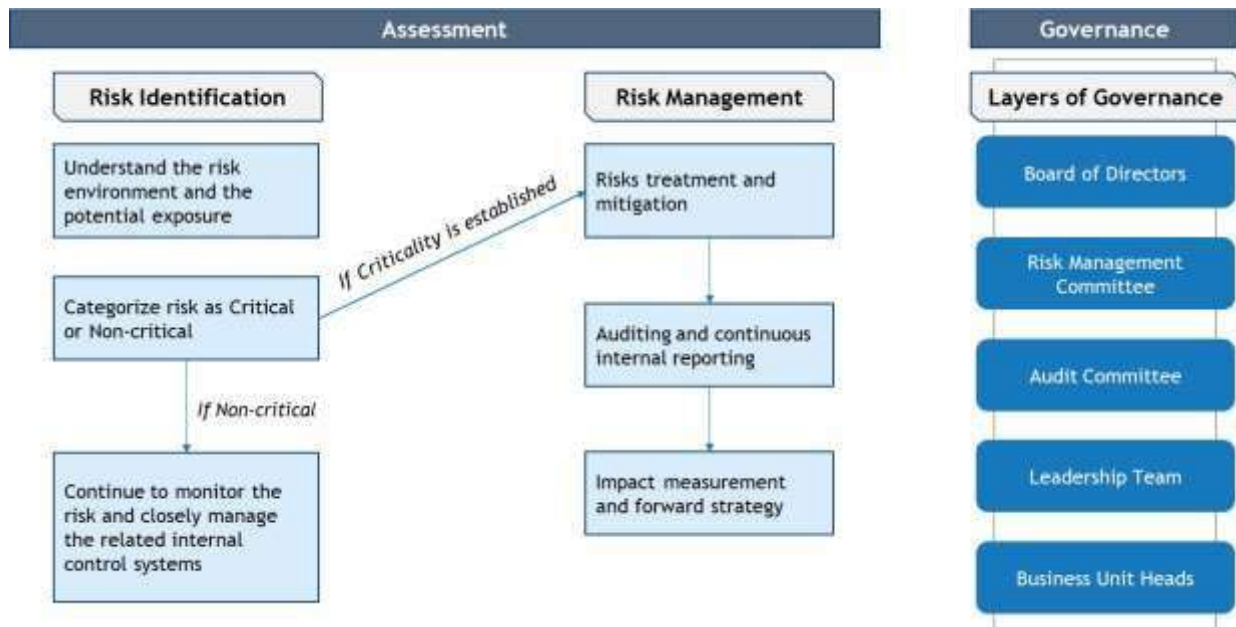 Assessment
Governance
Risk Identification
Risk Management
Layers of Governance
Understand the risk
environment and the
potential exposure
If Criticality is established
Risks treatment and
mitigation
Categorize risk as Critical
or Non-critical
Auditing and continuous
internal reporting
If Non-critical
Continue to monitor the
risk and closely manage
the related internal
control systems
Impact measurement
and forward strategy
Board of Directors
Risk Management
Committee
Audit Committee
Leadership Team
Business Unit Heads